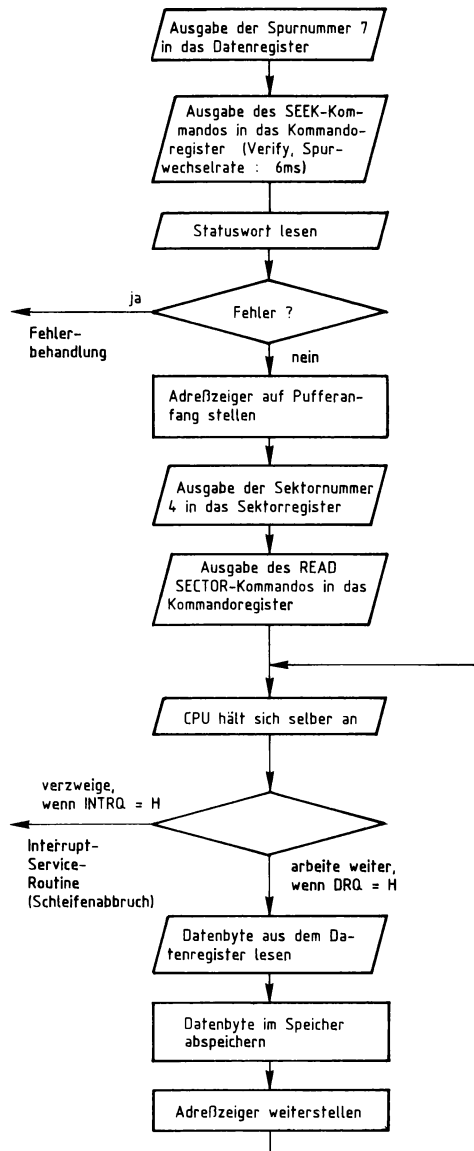 Ausgabe der Spurnummer 7
in das Datenregister
Ausgabe des SEEK-Kom-
mandos in das Kommando-
register (Verify, Spur-
wechselrate : 6ms)
Statuswort lesen
ja
Fehler ?
Fehler-
behandlung
nein
Adreßzeiger auf Pufferan-
fang stellen
Ausgabe der Sektornummer
4 in das Sektorregister
Ausgabe des READ
SECTOR-Kommandos in das
Kommandoregister
CPU hält sich selber an
verzweige,
wenn INTRQ = H
Interrupt-
Service-
Routine
(Schleifenabbruch)
arbeite weiter,
wenn DRQ = H
Datenbyte aus dem Da-
tenregister lesen
Datenbyte im Speicher
abspeichern
Adreßzeiger weiterstellen